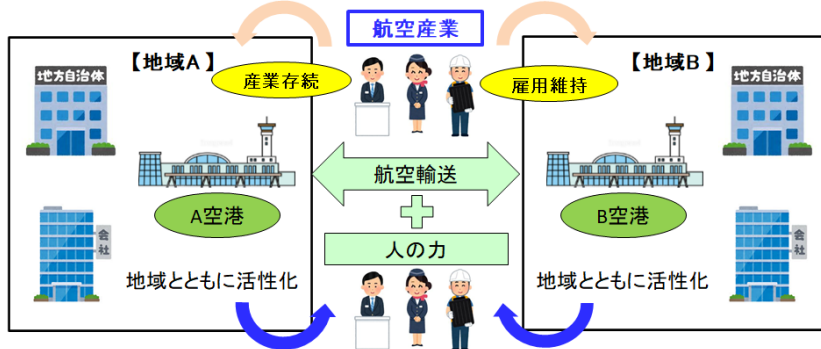 航空産業
【地域A】
【地域B】
地方自治体
産業存続
雇用維持
地方自治体
航空輸送
A空港
B空港
会社
人の力
会社
地域とともに活性化
地域とともに活性化